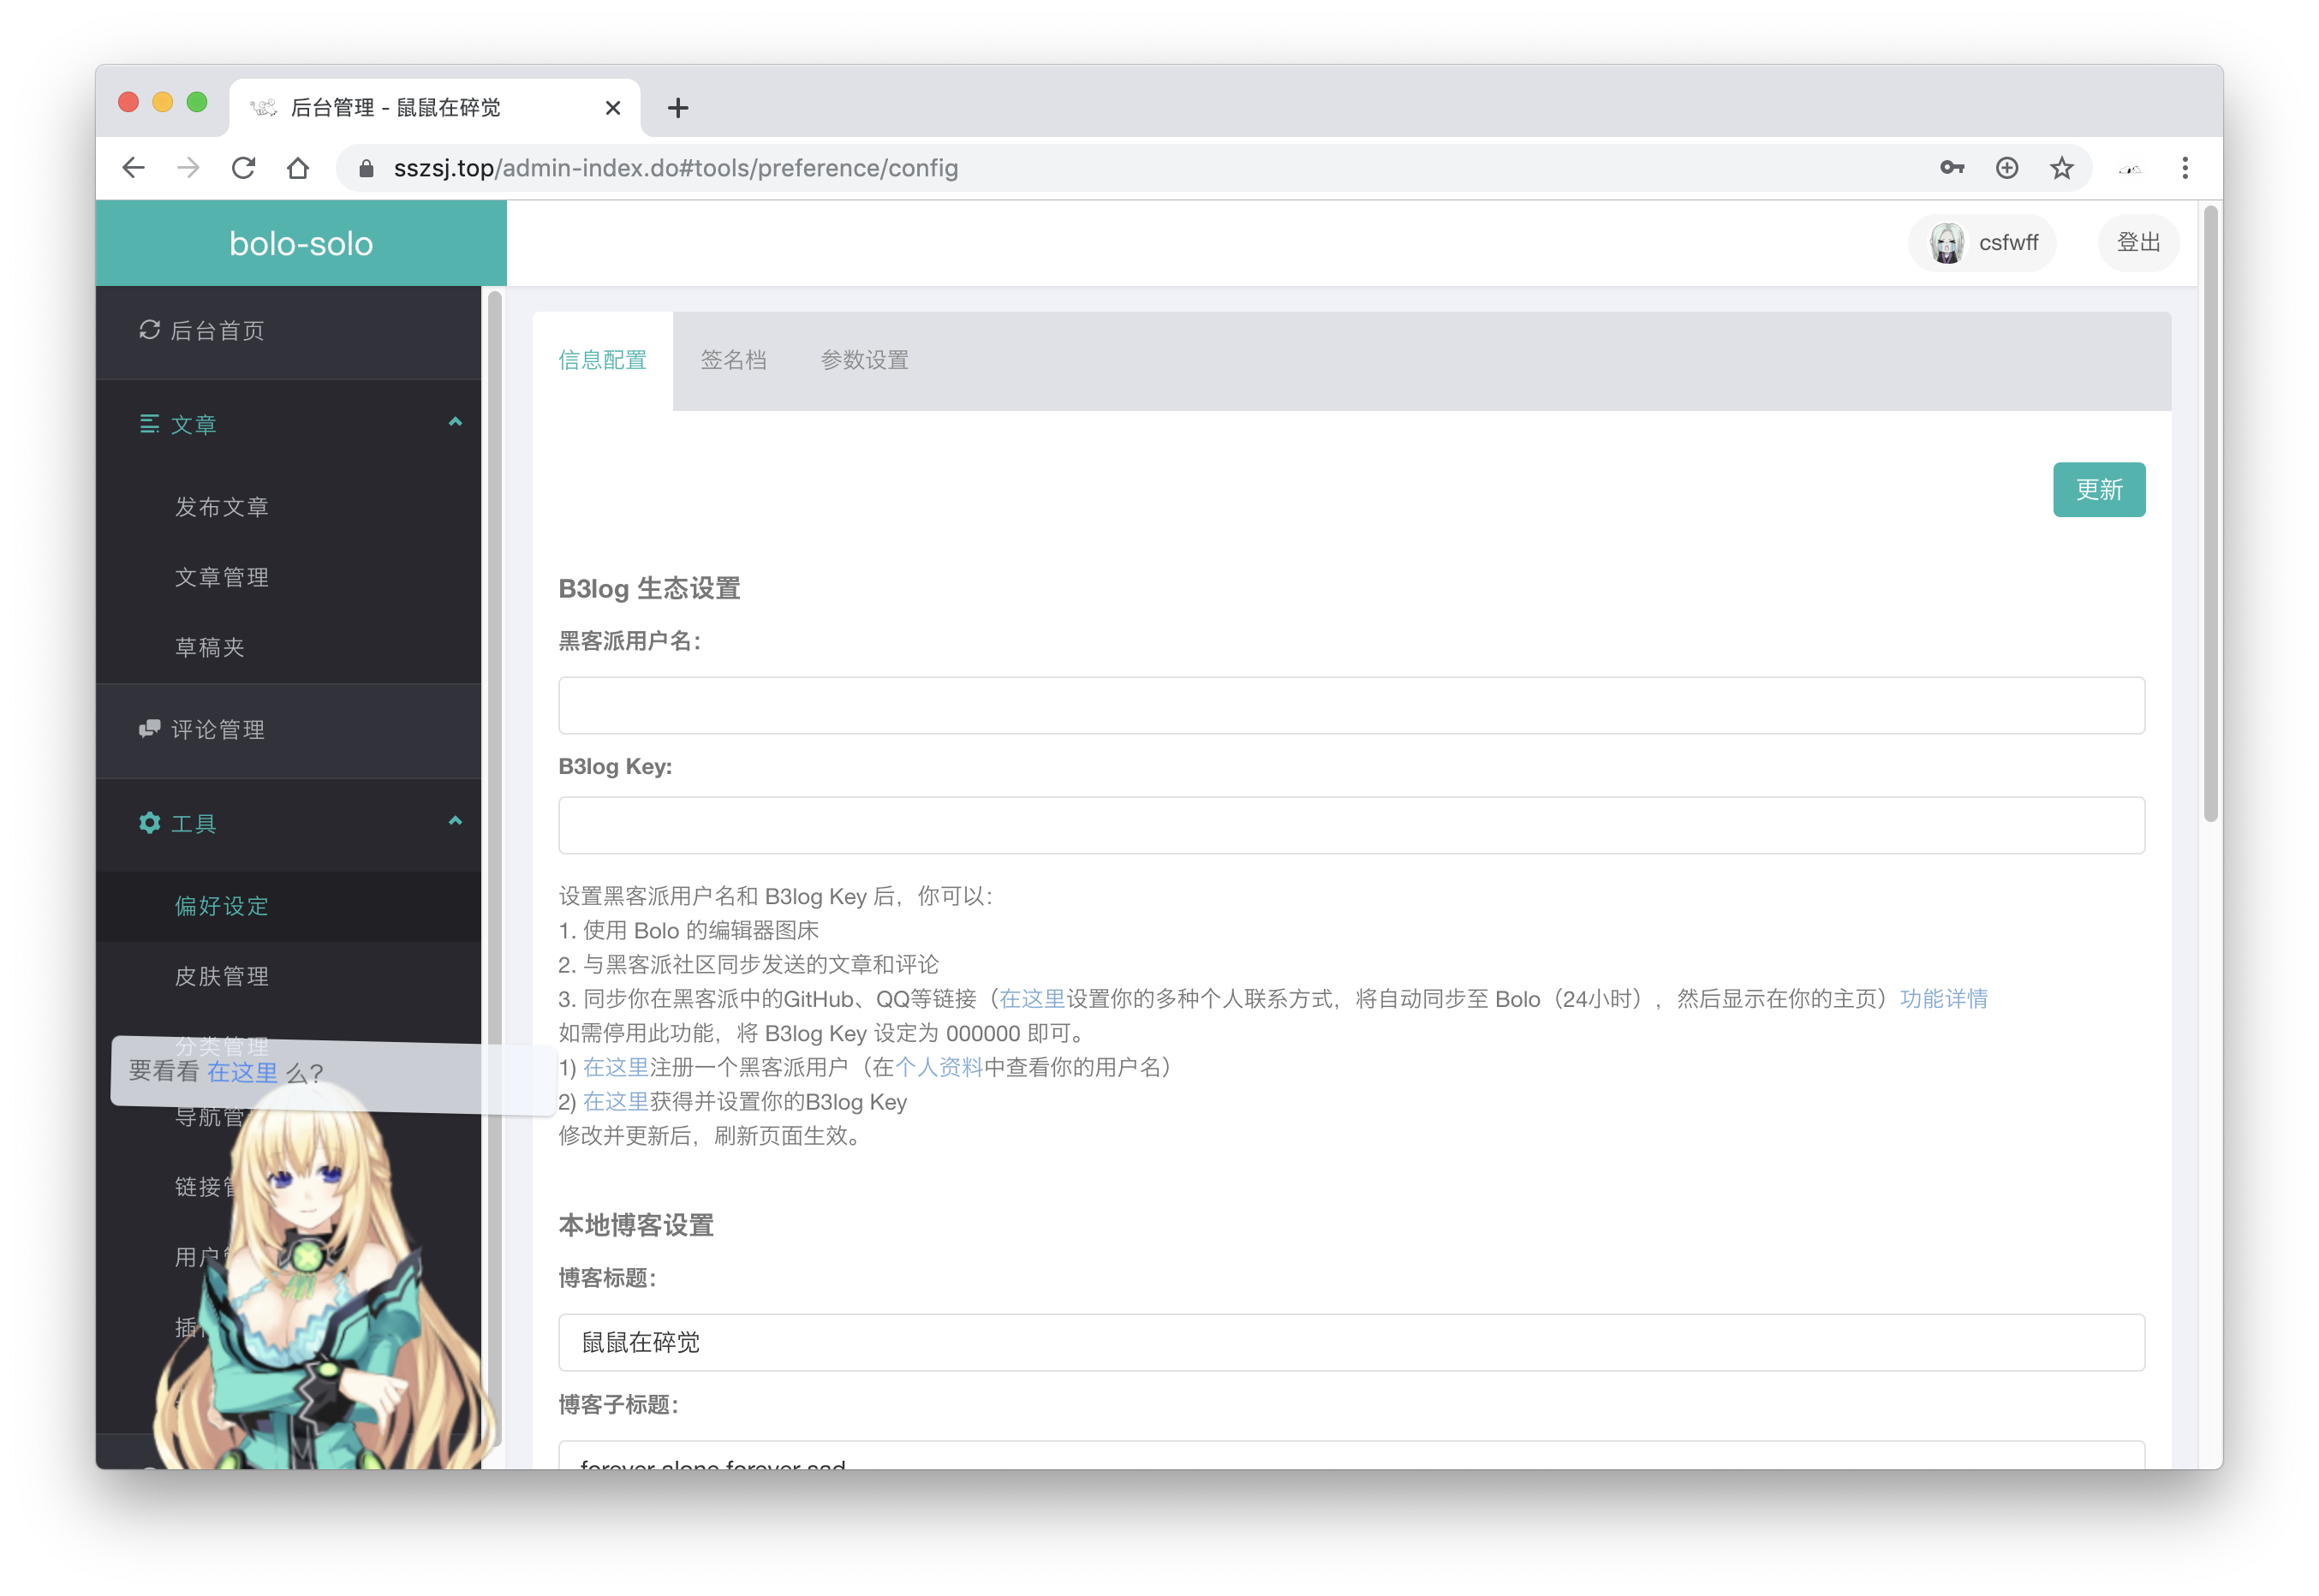 后台管理 - 鼠鼠在碎觉
sszsj.top/admin-index.do#tools/preference/config
bolo-solo
csfwff
登出
后台首页
文章
发布文章
文章管理
草稿夹
评论管理
工具
偏好设定
皮肤管理
分类管理
要看看 在这里 么?
导航管
链接管
用户管
插件
信息配置
签名档
参数设置
更新
B3log 生态设置
黑客派用户名:
B3log Key:
设置黑客派用户名和 B3log Key 后，你可以：
1. 使用 Bolo 的编辑器图床
2. 与黑客派社区同步发送的文章和评论
3. 同步你在黑客派中的GitHub、QQ等链接（在这里设置你的多种个人联系方式，将自动同步至 Bolo（24小时），然后显示在你的主页）功能详情
如需停用此功能，将 B3log Key 设定为 000000 即可。
1) 在这里注册一个黑客派用户（在个人资料中查看你的用户名）
2) 在这里获得并设置你的B3log Key
修改并更新后，刷新页面生效。
本地博客设置
博客标题:
鼠鼠在碎觉
博客子标题:
forever alone,forever sad